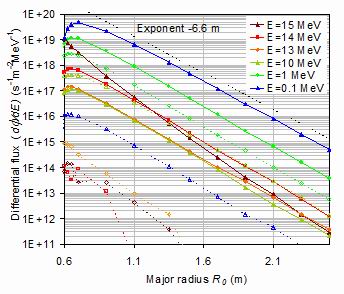 1E+20
1E+19
1E+18
1E+17
1E+16
1E+15
1E+14
1E+13
1E+12
1E+11
Differential flux (dϕ/dE) (s⁻¹m⁻²MeV⁻¹)
Exponent -6.6 m
E=15 MeV
E=14 MeV
E=13 MeV
E=10 MeV
E=1 MeV
E=0.1 MeV
0.6 1.1 1.6 2.1
Major radius R₀ (m)